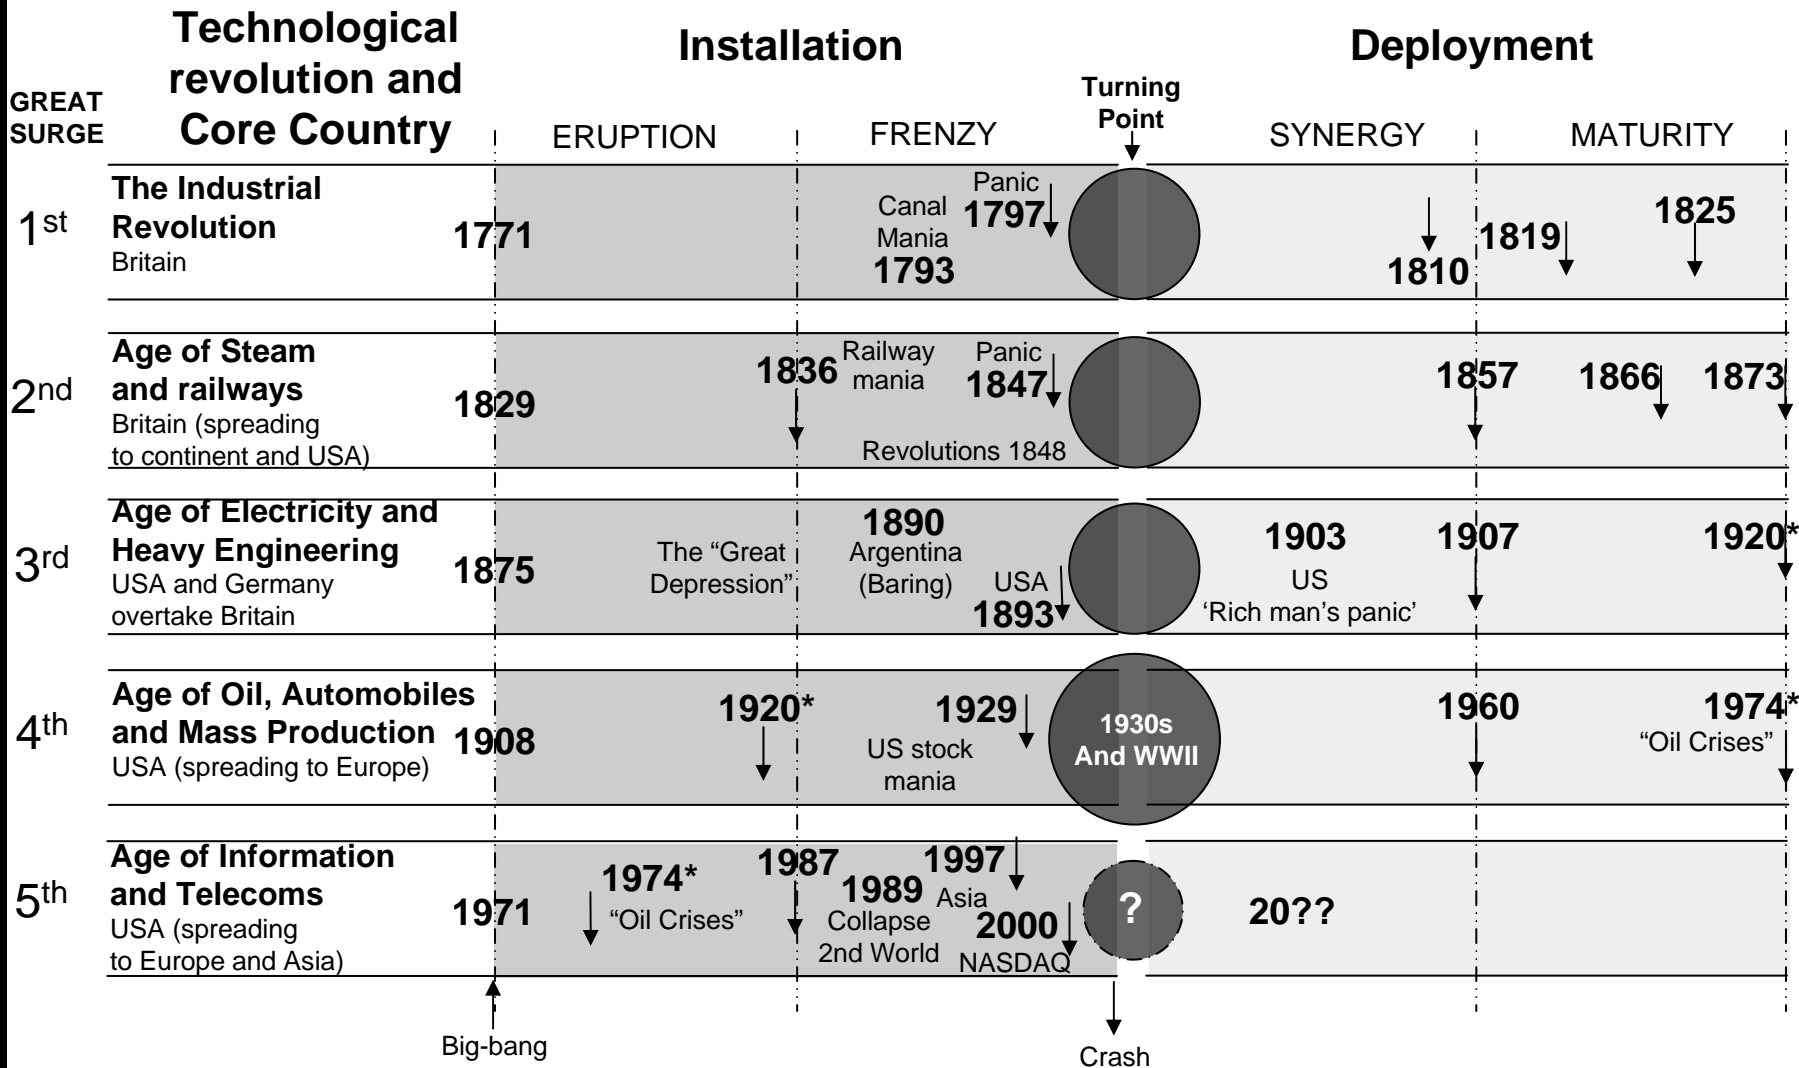 Technological
revolution and
Core Country
Installation
Deployment
GREAT
SURGE
Turning
Point
ERUPTION
FRENZY
SYNERGY
MATURITY
1st
The Industrial
Revolution
Britain
1771
Canal
Mania
1793
Panic
1797
1810
1819
1825
2nd
Age of Steam
and railways
Britain (spreading
to continent and USA)
1829
1836
Railway
mania
Panic
1847
Revolutions 1848
1857
1866
1873
3rd
Age of Electricity and
Heavy Engineering
USA and Germany
overtake Britain
1875
The “Great
Depression”
1890
Argentina
(Baring)
USA
1893
1903
US
‘Rich man’s panic’
1907
1920*
4th
Age of Oil, Automobiles
and Mass Production
USA (spreading to Europe)
1908
1920*
1929
US stock
mania
1930s
And WWII
1960
1974*
“Oil Crises”
5th
Age of Information
and Telecoms
USA (spreading
to Europe and Asia)
1971
1974*
“Oil Crises”
1987
1989
Collapse
2nd World
1997
Asia
2000
NASDAQ
?
20??
Big-bang
Crash